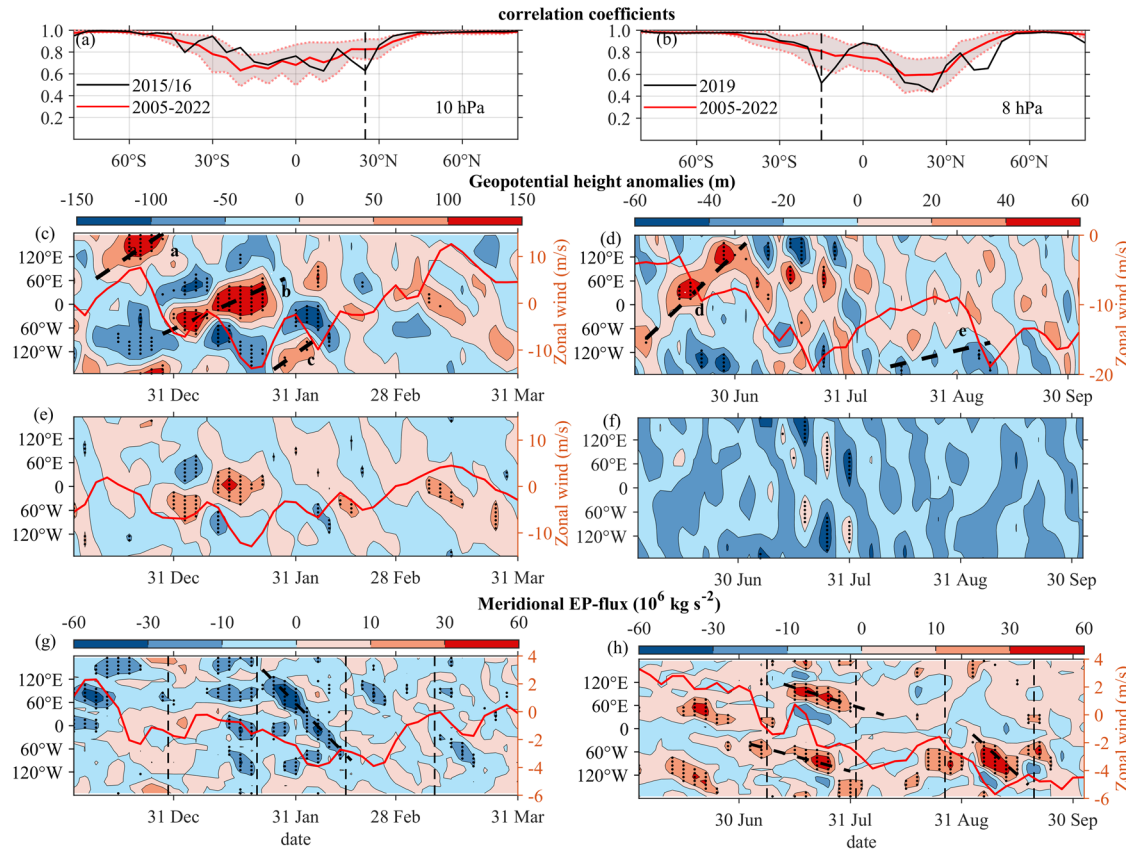 correlation coefficients
1.0 (a) 1.0 (b)
0.8 0.8
0.6 0.6
0.4 2015/16 0.4 2019
0.2 2005-2022 10 hPa 0.2 2005-2022 8 hPa
60°S 30°S 0 30°N 60°N 60°S 30°S 0°N 30°N 60°N
Geopotential height anomalies (m)
-150 -100 -50 0 50 100 150 -60 -40 -20 0 20 40 60
(c) 120°E 60°E 0 60°W 120°W a b c 10 5 0 -5 -10 Zonal wind (m/s)
31 Dec 31 Jan 28 Feb 31 Mar
(d) 120°E 60°E 0 60°W 120°W d e 0 -5 -10 -15 -20 Zonal wind (m/s)
30 Jun 31 Jul 31 Aug 30 Sep
(e) 120°E 60°E 0 60°W 120°W 10 0 -10 Zonal wind (m/s)
31 Dec 31 Jan 28 Feb 31 Mar
(f) 120°E 60°E 0 60°W 120°W
30 Jun 31 Jul 31 Aug 30 Sep
Meridional EP-flux (10⁶ kg s⁻²)
-60 -30 -10 0 10 30 60 -60 -30 -10 0 10 30 60
(g) 120°E 60°E 0 60°W 120°W 4 2 0 -2 -4 -6 Zonal wind (m/s)
31 Dec 31 Jan 28 Feb 31 Mar
date
(h) 120°E 60°E 0 60°W 120°W 4 2 0 -2 -4 -6 Zonal wind (m/s)
30 Jun 31 Jul 31 Aug 30 Sep
date